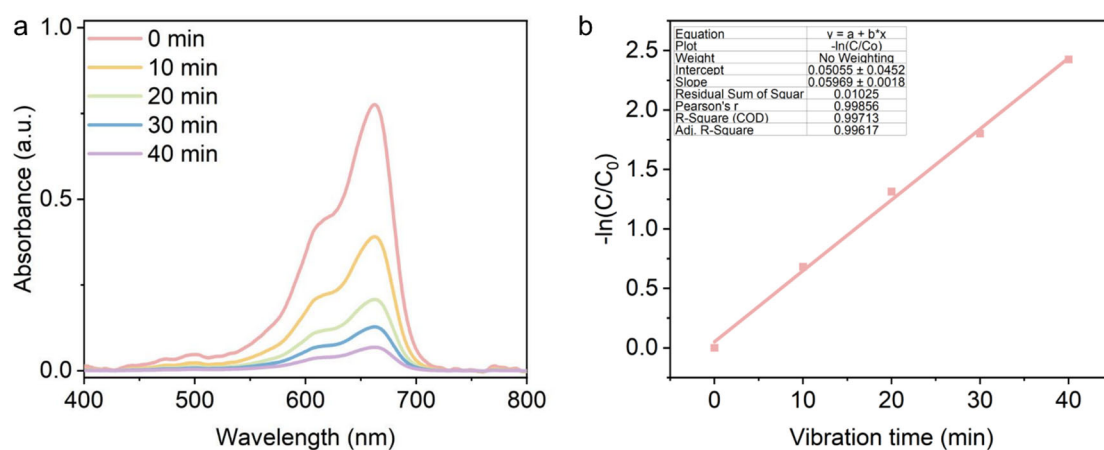 a
1.0
0.5
0.0
Absorbance (a.u.)
0 min
10 min
20 min
30 min
40 min
400 500 600 700 800
Wavelength (nm)
b
2.5
2.0
1.5
1.0
0.5
0.0
-ln(C/C0)
Equation y = a + b*x
Plot -ln(C/Co)
Weight No Weighting
Intercept 0.05055 ± 0.0452
Slope 0.05969 ± 0.0018
Residual Sum of Squar 0.01025
Pearson's r 0.99856
R-Square (COD) 0.99713
Adj. R-Square 0.99617
0 10 20 30 40
Vibration time (min)